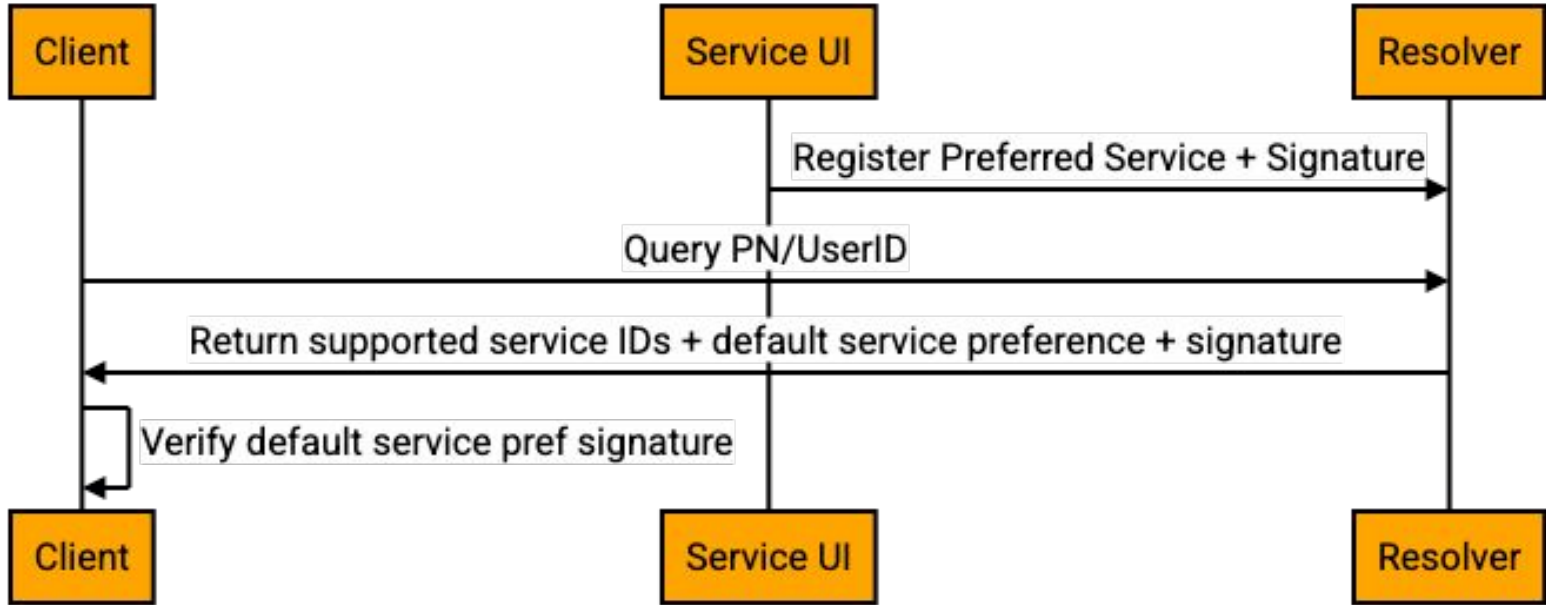 Client Service UI Resolver
Register Preferred Service + Signature
Query PN/UserID
Return supported service IDs + default service preference + signature
Verify default service pref signature
Client Service UI Resolver